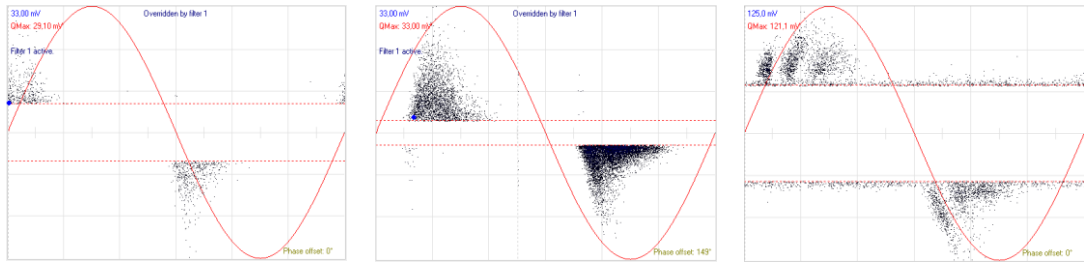 33,00 mV
Overridden by filter 1
QMax: 29,10 mV
Filter 1 active.
Phase offset: 0°
33,00 mV
Overridden by filter 1
QMax: 33,00 mV
Filter 1 active.
Phase offset: 149°
125,0 mV
QMax: 121,1 mV
Phase offset: 0°